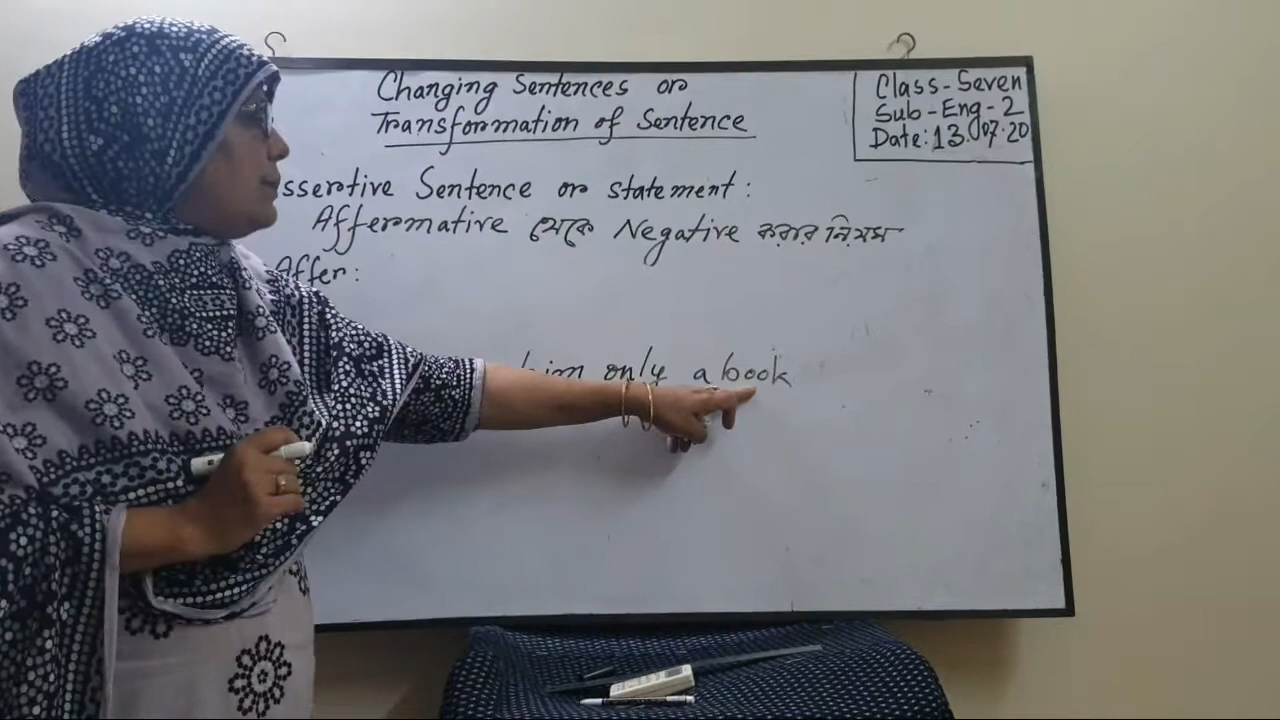 Changing Sentences or
Transformation of Sentence
Class-Seven
Sub-Eng-2
Date: 13.07.20
ssertive Sentence or statement:
Affermative থেকে Negative করার নিয়ম
Affer:
him only a book